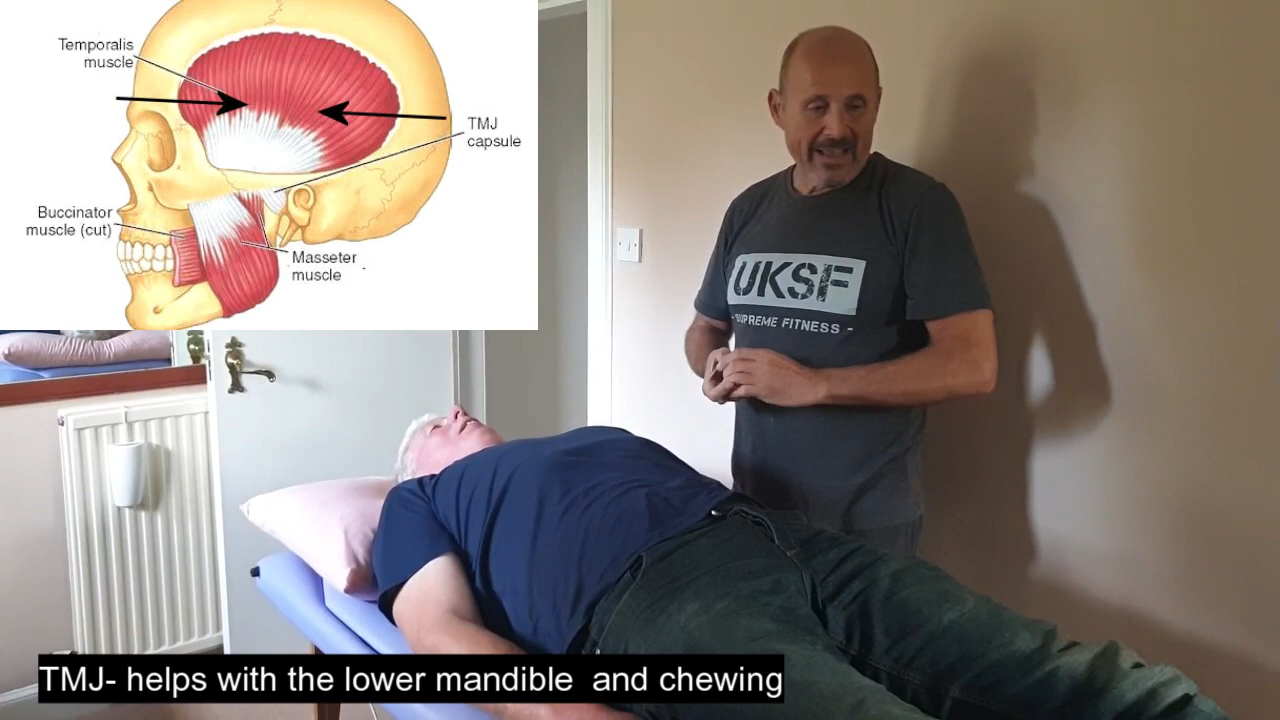 Temporalis
muscle
TMJ
capsule
Buccinator
muscle (cut)
Masseter
muscle
UKSF
- SUPREME FITNESS -
TMJ- helps with the lower mandible  and chewing